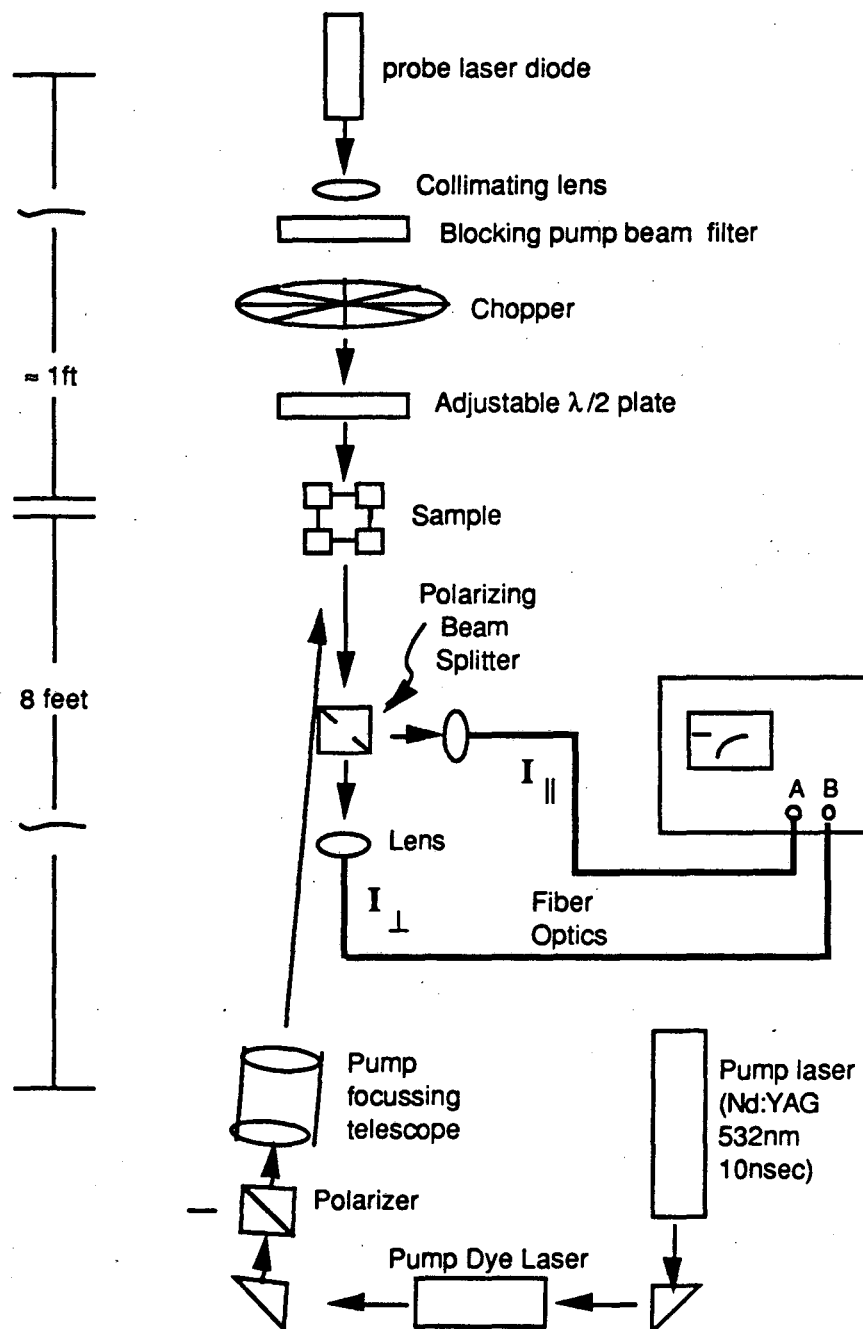 probe laser diode
Collimating lens
Blocking pump beam filter
Chopper
≈ 1ft
Adjustable λ/2 plate
Sample
Polarizing
Beam
Splitter
8 feet
I ||
A B
Lens
I ⊥
Fiber
Optics
Pump
focussing
telescope
Pump laser
(Nd:YAG
532nm
10nsec)
Polarizer
Pump Dye Laser